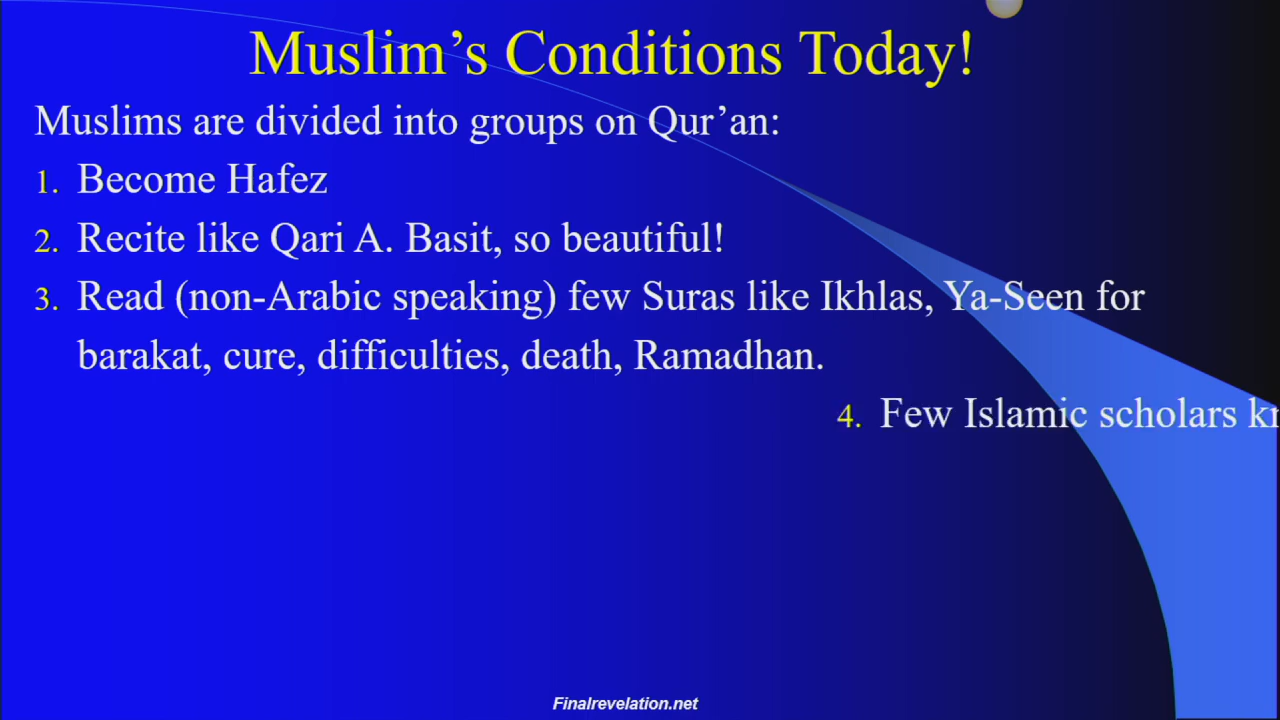 Muslim’s Conditions Today!
Muslims are divided into groups on Qur’an:
1. Become Hafez
2. Recite like Qari A. Basit, so beautiful!
3. Read (non-Arabic speaking) few Suras like Ikhlas, Ya-Seen for
barakat, cure, difficulties, death, Ramadhan.
4. Few Islamic scholars
Finalrevelation.net